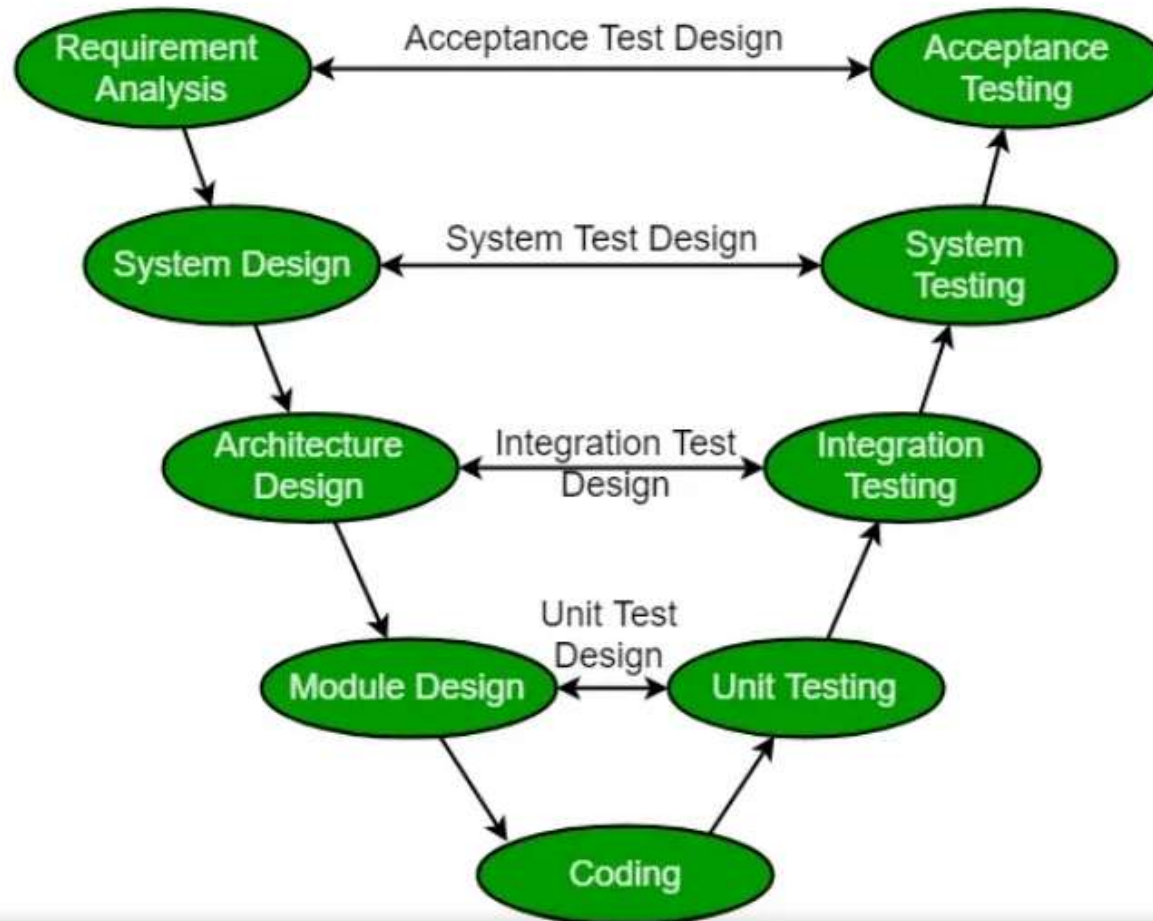 Requirement
Analysis
Acceptance Test Design
Acceptance
Testing
System Design
System Test Design
System
Testing
Architecture
Design
Integration Test
Design
Integration
Testing
Module Design
Unit Test
Design
Unit Testing
Coding